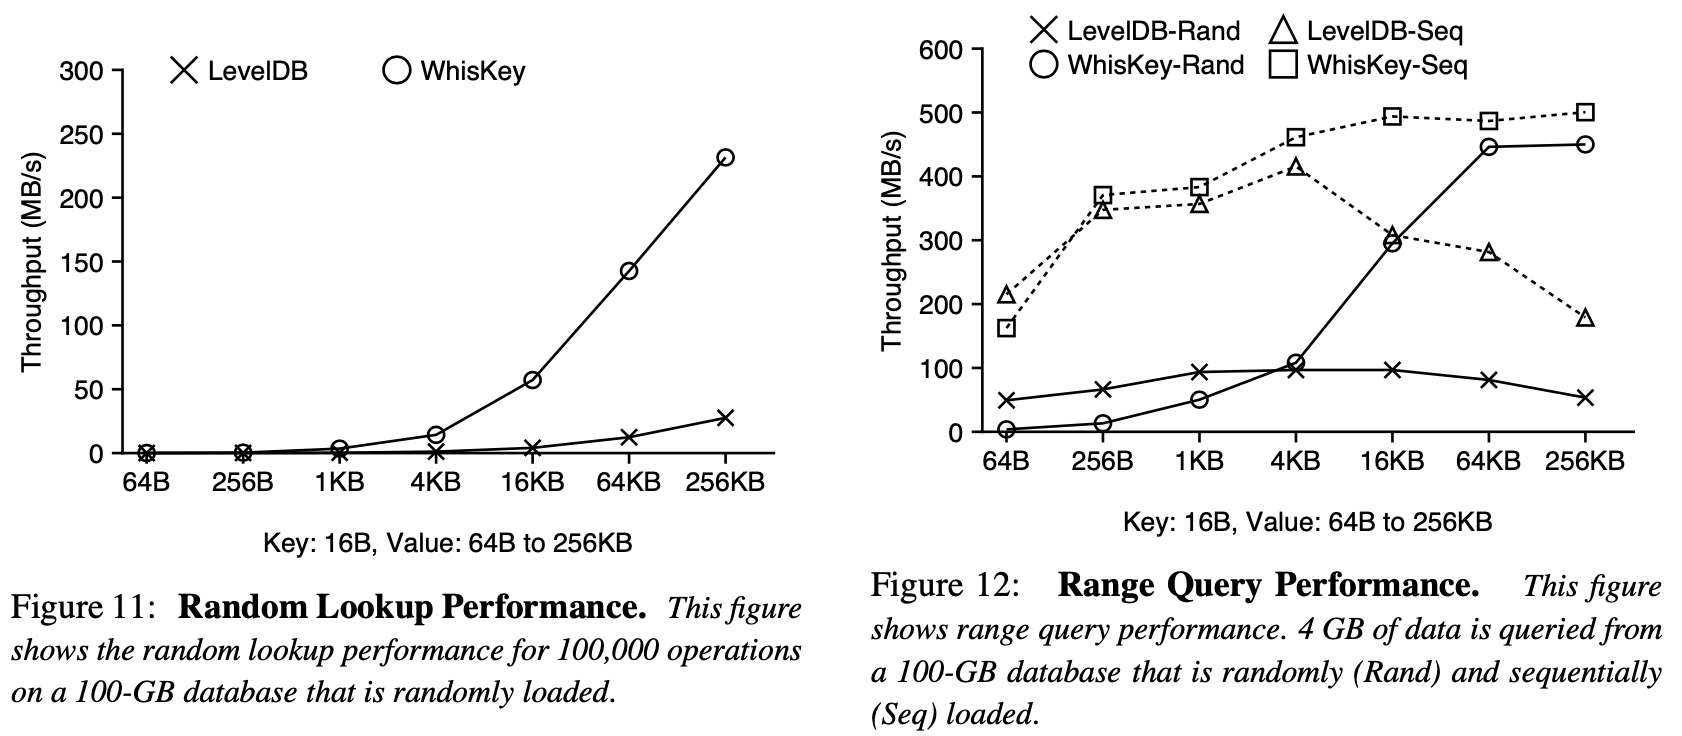 LevelDB WhisKey
300
250
200
150
100
50
0
Throughput (MB/s)
64B 256B 1KB 4KB 16KB 64KB 256KB
Key: 16B, Value: 64B to 256KB
Figure 11: Random Lookup Performance. This figure
shows the random lookup performance for 100,000 operations
on a 100-GB database that is randomly loaded.
LevelDB-Rand LevelDB-Seq
WhisKey-Rand WhisKey-Seq
600
500
400
300
200
100
0
Throughput (MB/s)
64B 256B 1KB 4KB 16KB 64KB 256KB
Key: 16B, Value: 64B to 256KB
Figure 12: Range Query Performance. This figure
shows range query performance. 4 GB of data is queried from
a 100-GB database that is randomly (Rand) and sequentially
(Seq) loaded.